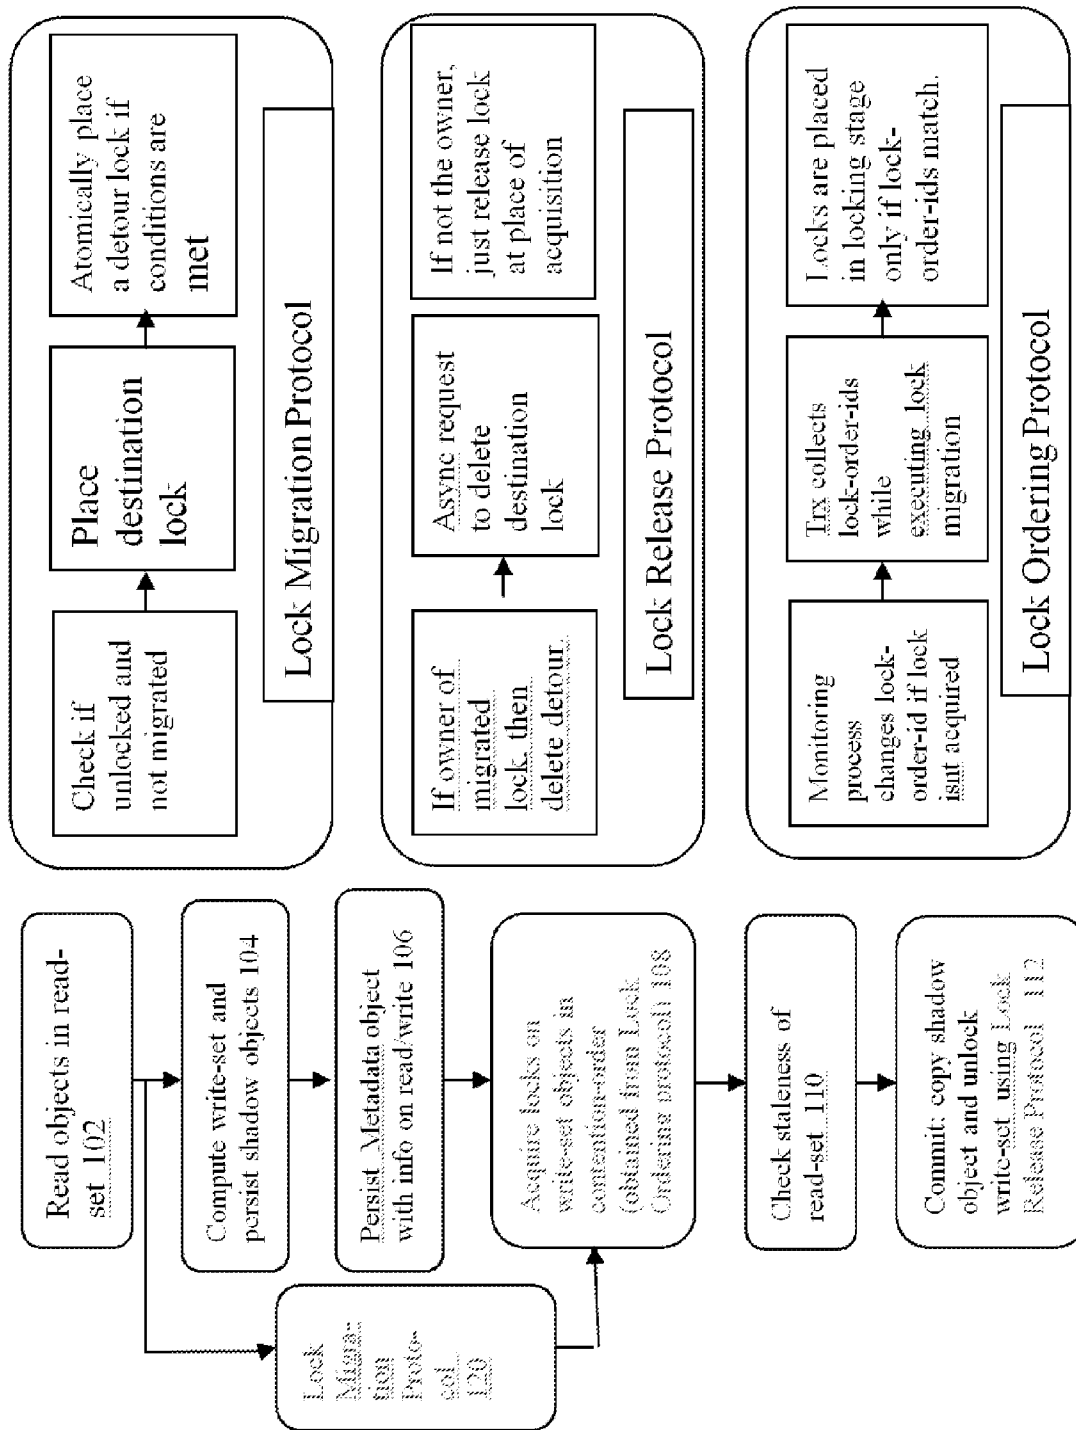 Read objects in read-
set 102
Compute write-set and
persist shadow objects 104
Persist Metadata object
with info on read/write 106
Lock
Migra-
tion
Proto-
col
120
Acquire locks on
write-set objects in
contention-order
(obtained from Lock
Ordering protocol) 108
Check staleness of
read-set 110
Commit: copy shadow
object and unlock
write-set using Lock
Release Protocol 112
Check if
unlocked and
not migrated
Place
destination
lock
Atomically place
a detour lock if
conditions are
met
Lock Migration Protocol
If owner of
migrated
lock, then
delete detour
Async request
to delete
destination
lock
If not the owner,
just release lock
at place of
acquisition
Lock Release Protocol
Monitoring
process
changes lock-
order-id if lock
isnt acquired
Trx collects
lock-order-ids
while
executing lock
migration
Locks are placed
in locking stage
only if lock-
order-ids match.
Lock Ordering Protocol